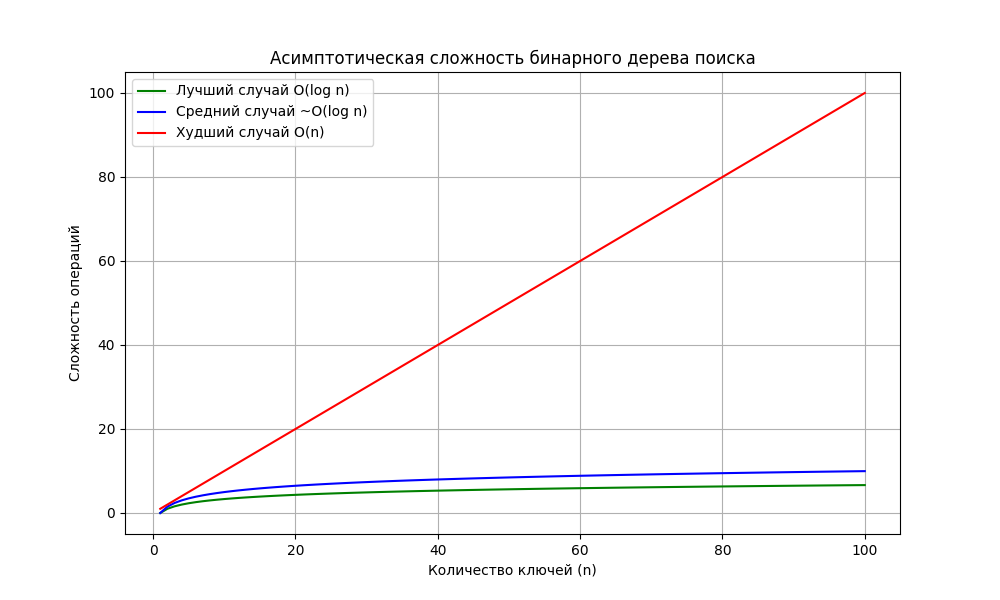 Асимптотическая сложность бинарного дерева поиска
Лучший случай O(log n)
Средний случай ~O(log n)
Худший случай O(n)
Сложность операций
100
80
60
40
20
0
0 20 40 60 80 100
Количество ключей (n)